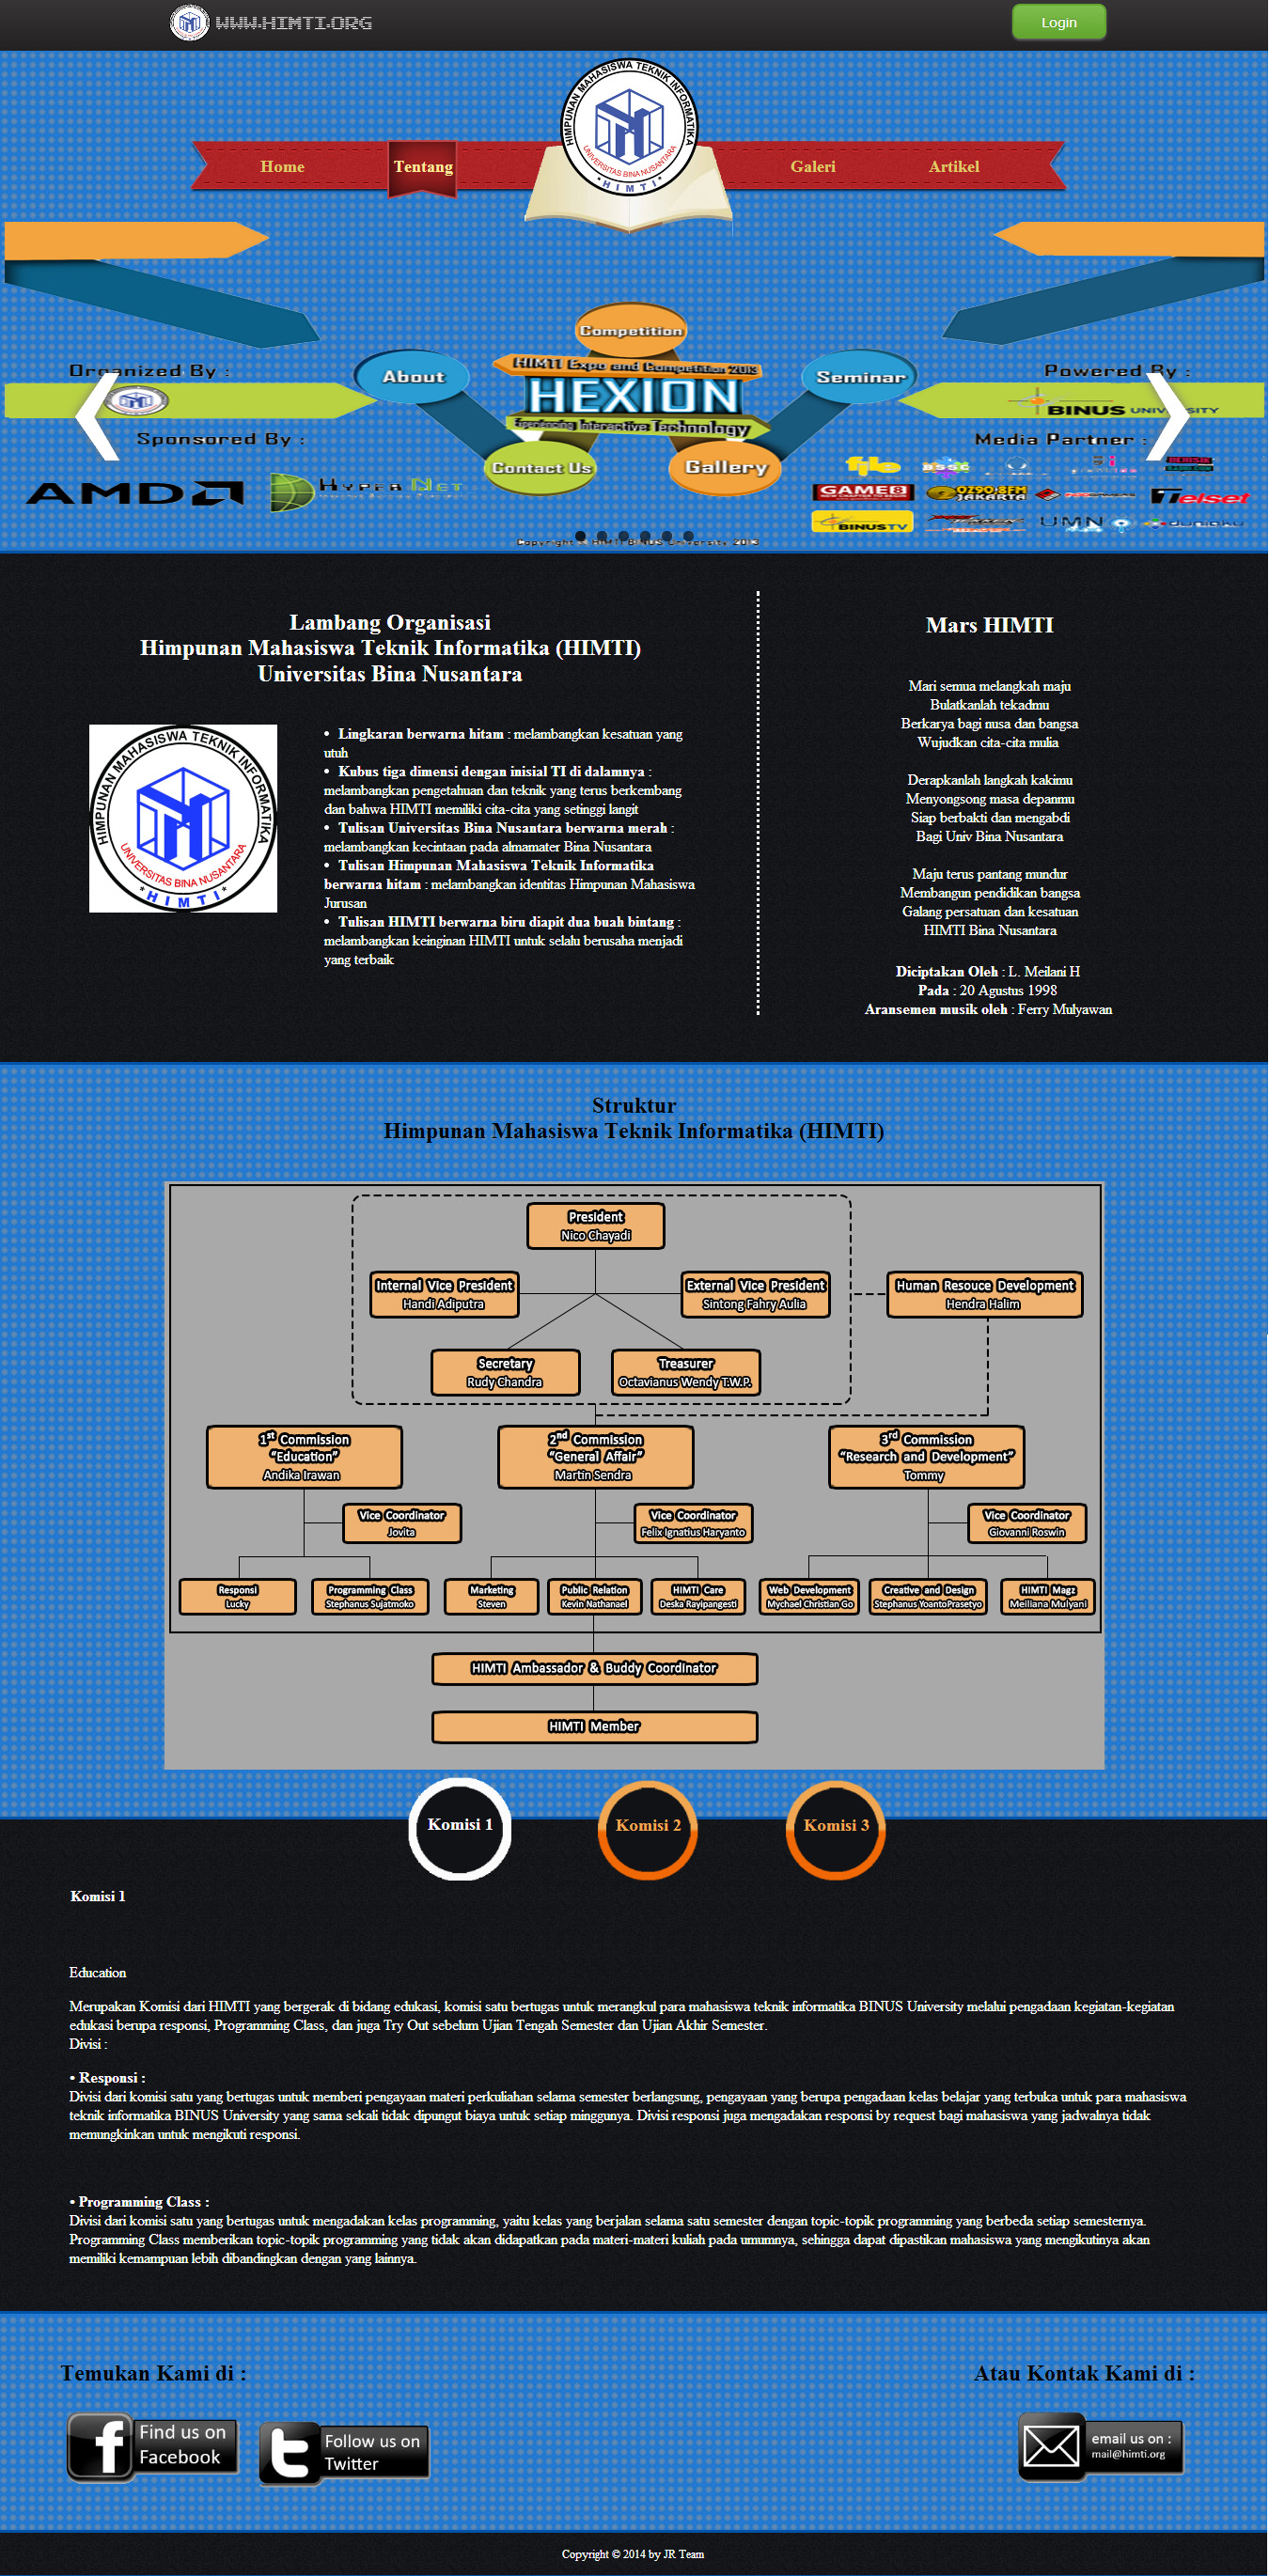 WWW.HIMTI.ORG
Login
HIMPUNAN MAHASISWA TEKNIK INFORMATIKA
UNIVERSITAS BINA NUSANTARA
* H I M T I *
Home
Tentang
Galeri
Artikel
Competition
Organized By :
About
HIMTI Expo and Competition 2013
HEXION
Experiencing Interactive Technology
Seminar
Powered By :
BINUS UNIVERSITY
Sponsored By :
Contact Us
Gallery
Media Partner :
AMD
HyperNet
GAMEB
OZ90.8FM
JAKARTA
Telset
BINUSTV
UMN
Copyright © HIMTI BINUS University 2013
Lambang Organisasi
Himpunan Mahasiswa Teknik Informatika (HIMTI)
Universitas Bina Nusantara
HIMPUNAN MAHASISWA TEKNIK INFORMATIKA
UNIVERSITAS BINA NUSANTARA
* H I M T I *
• Lingkaran berwarna hitam : melambangkan kesatuan yang
utuh
• Kubus tiga dimensi dengan inisial TI di dalamnya :
melambangkan pengetahuan dan teknik yang terus berkembang
dan bahwa HIMTI memiliki cita-cita yang setinggi langit
• Tulisan Universitas Bina Nusantara berwarna merah :
melambangkan kecintaan pada almamater Bina Nusantara
• Tulisan Himpunan Mahasiswa Teknik Informatika
berwarna hitam : melambangkan identitas Himpunan Mahasiswa
Jurusan
• Tulisan HIMTI berwarna biru diapit dua buah bintang :
melambangkan keinginan HIMTI untuk selalu berusaha menjadi
yang terbaik
Mars HIMTI
Mari semua melangkah maju
Bulatkanlah tekadmu
Berkarya bagi nusa dan bangsa
Wujudkan cita-cita mulia
Derapkanlah langkah kakimu
Menyongsong masa depanmu
Siap berbakti dan mengabdi
Bagi Univ Bina Nusantara
Maju terus pantang mundur
Membangun pendidikan bangsa
Galang persatuan dan kesatuan
HIMTI Bina Nusantara
Diciptakan Oleh : L. Meilani H
Pada : 20 Agustus 1998
Aransemen musik oleh : Ferry Mulyawan
Struktur
Himpunan Mahasiswa Teknik Informatika (HIMTI)
President
Nico Chayadi
Internal Vice President
Handi Adiputra
External Vice President
Sintong Fahry Aulia
Human Resouce Development
Hendra Halim
Secretary
Rudy Chandra
Treasurer
Octavianus Wendy T.W.P.
1st Commission
“Education”
Andika Irawan
2nd Commission
“General Affair”
Martin Sendra
3rd Commission
“Research and Development”
Tommy
Vice Coordinator
Jovita
Vice Coordinator
Felix Ignatius Haryanto
Vice Coordinator
Giovanni Roswin
Responsi
Lucky
Programming Class
Stephanus Sujatmoko
Marketing
Steven
Public Relation
Kevin Nathanael
HIMTI Care
Deska Rayipangesti
Web Development
Mychael Christian Go
Creative and Design
Stephanus YoantoPrasetyo
HIMTI Magz
Meiliana Mulyani
HIMTI Ambassador & Buddy Coordinator
HIMTI Member
Komisi 1
Komisi 2
Komisi 3
Komisi 1
Education
Merupakan Komisi dari HIMTI yang bergerak di bidang edukasi, komisi satu bertugas untuk merangkul para mahasiswa teknik informatika BINUS University melalui pengadaan kegiatan-kegiatan
edukasi berupa responsi, Programming Class, dan juga Try Out sebelum Ujian Tengah Semester dan Ujian Akhir Semester.
Divisi :
• Responsi :
Divisi dari komisi satu yang bertugas untuk memberi pengayaan materi perkuliahan selama semester berlangsung, pengayaan yang berupa pengadaan kelas belajar yang terbuka untuk para mahasiswa
teknik informatika BINUS University yang sama sekali tidak dipungut biaya untuk setiap minggunya. Divisi responsi juga mengadakan responsi by request bagi mahasiswa yang jadwalnya tidak
memungkinkan untuk mengikuti responsi.
• Programming Class :
Divisi dari komisi satu yang bertugas untuk mengadakan kelas programming, yaitu kelas yang berjalan selama satu semester dengan topic-topik programming yang berbeda setiap semesternya.
Programming Class memberikan topic-topik programming yang tidak akan didapatkan pada materi-materi kuliah pada umumnya, sehingga dapat dipastikan mahasiswa yang mengikutinya akan
memiliki kemampuan lebih dibandingkan dengan yang lainnya.
Temukan Kami di :
Atau Kontak Kami di :
Find us on
Facebook
Follow us on
Twitter
email us on :
mail@himti.org
Copyright © 2014 by JR Team